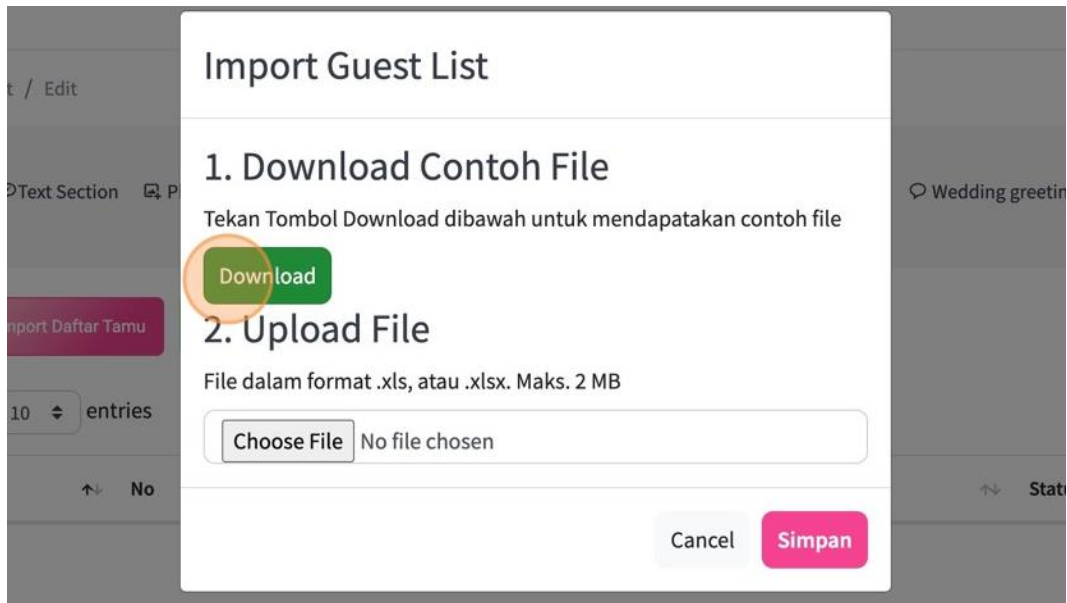 Import Guest List
t / Edit
1. Download Contoh File
Text Section
Wedding greetin
Tekan Tombol Download dibawah untuk mendapatakan contoh file
Download
mport Daftar Tamu
2. Upload File
File dalam format .xls, atau .xlsx. Maks. 2 MB
10 entries
Choose File No file chosen
No
Statu
Cancel Simpan